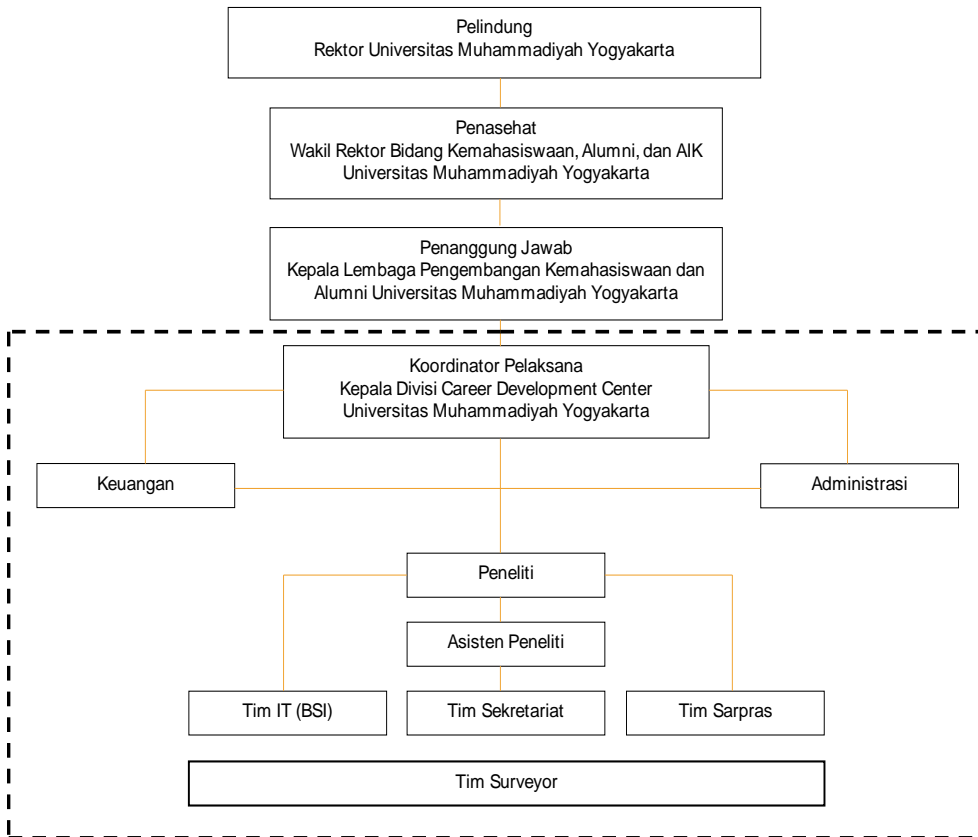 Pelindung
Rektor Universitas Muhammadiyah Yogyakarta
Penasehat
Wakil Rektor Bidang Kemahasiswaan, Alumni, dan AIK
Universitas Muhammadiyah Yogyakarta
Penanggung Jawab
Kepala Lembaga Pengembangan Kemahasiswaan dan
Alumni Universitas Muhammadiyah Yogyakarta
Koordinator Pelaksana
Kepala Divisi Career Development Center
Universitas Muhammadiyah Yogyakarta
Keuangan
Administrasi
Peneliti
Asisten Peneliti
Tim IT (BSI)
Tim Sekretariat
Tim Sarpras
Tim Surveyor